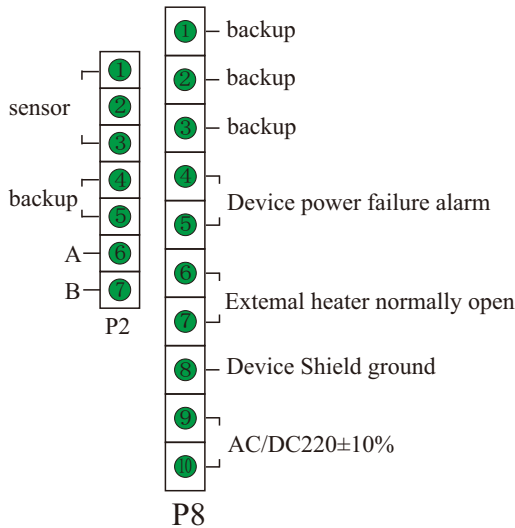 ① backup
② backup
③ backup
④
⑤
Device power failure alarm
⑥
⑦
Extemal heater normally open
⑧ Device Shield ground
⑨
⑩
AC/DC220±10%
P8
①
②
③
sensor
④
⑤
backup
A ⑥
B ⑦
P2